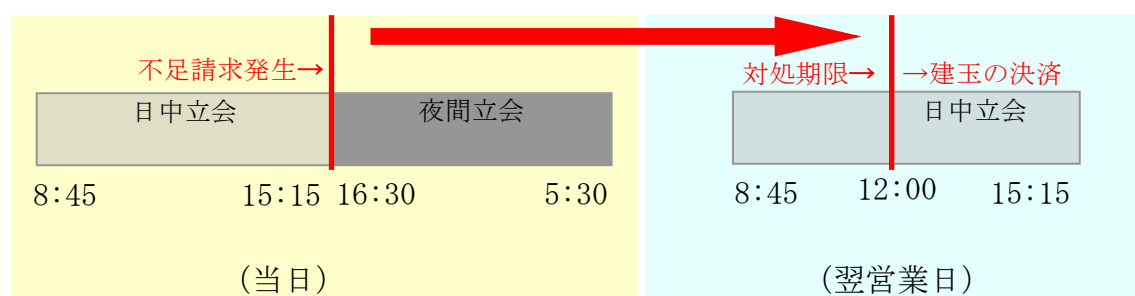 不足請求発生→
日中立会
夜間立会
8:45
15:15
16:30
5:30
(当日)
対処期限→
→建玉の決済
日中立会
8:45
12:00
15:15
(翌営業日)